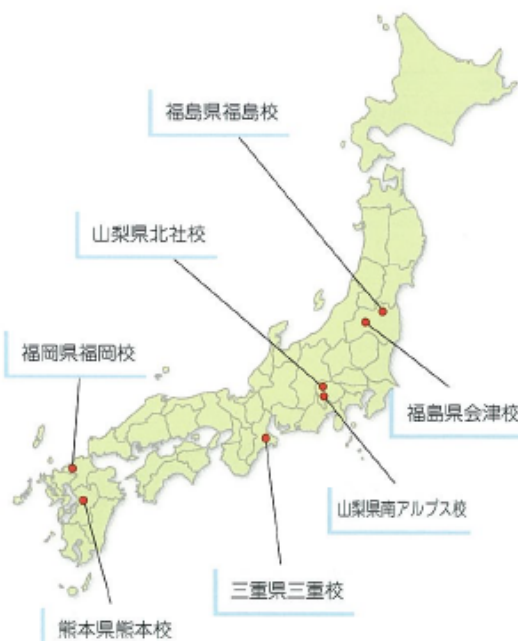 福島県福島校
山梨県北社校
福岡県福岡校
福島県会津校
山梨県南アルプス校
三重県三重校
熊本県熊本校